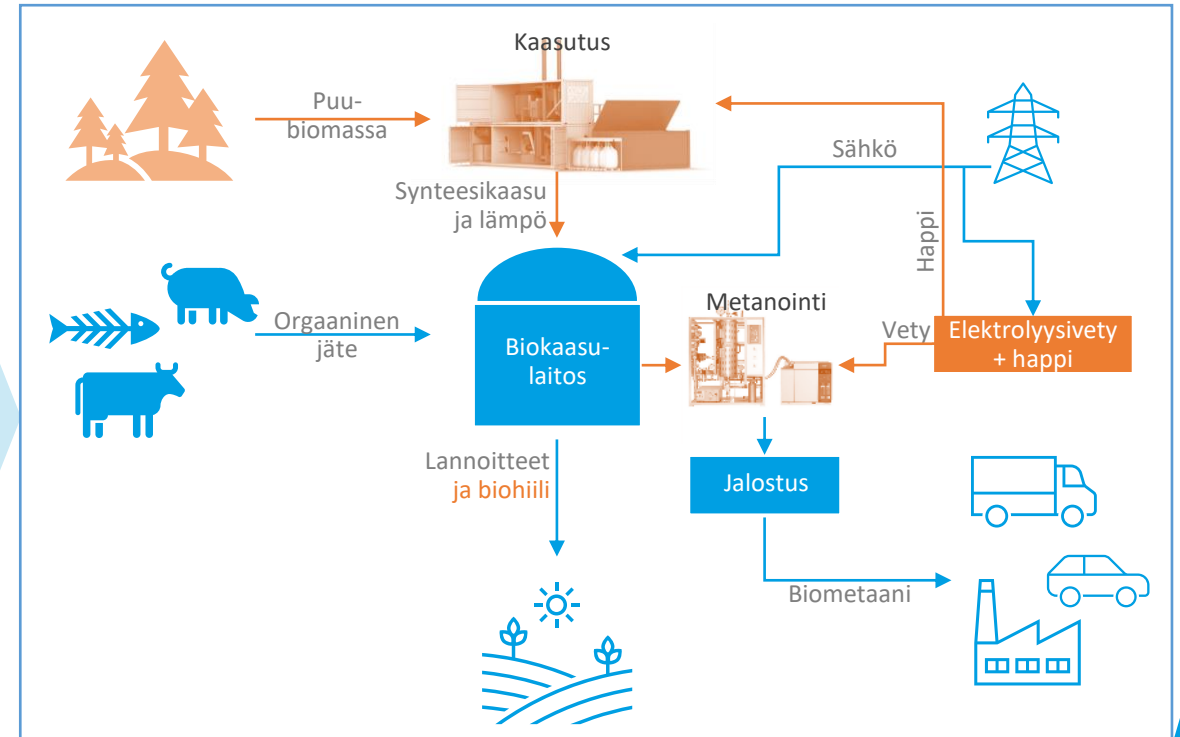 Kaasutus
Puu-
biomassa
Sähkö
Synteesikaasu
ja lämpö
Happi
Orgaaninen
jäte
Biokaasu-
laitos
Metanointi
Vety
Elektrolyysivety
+ happi
Lannoitteet
ja biohiili
Jalostus
Biometaani